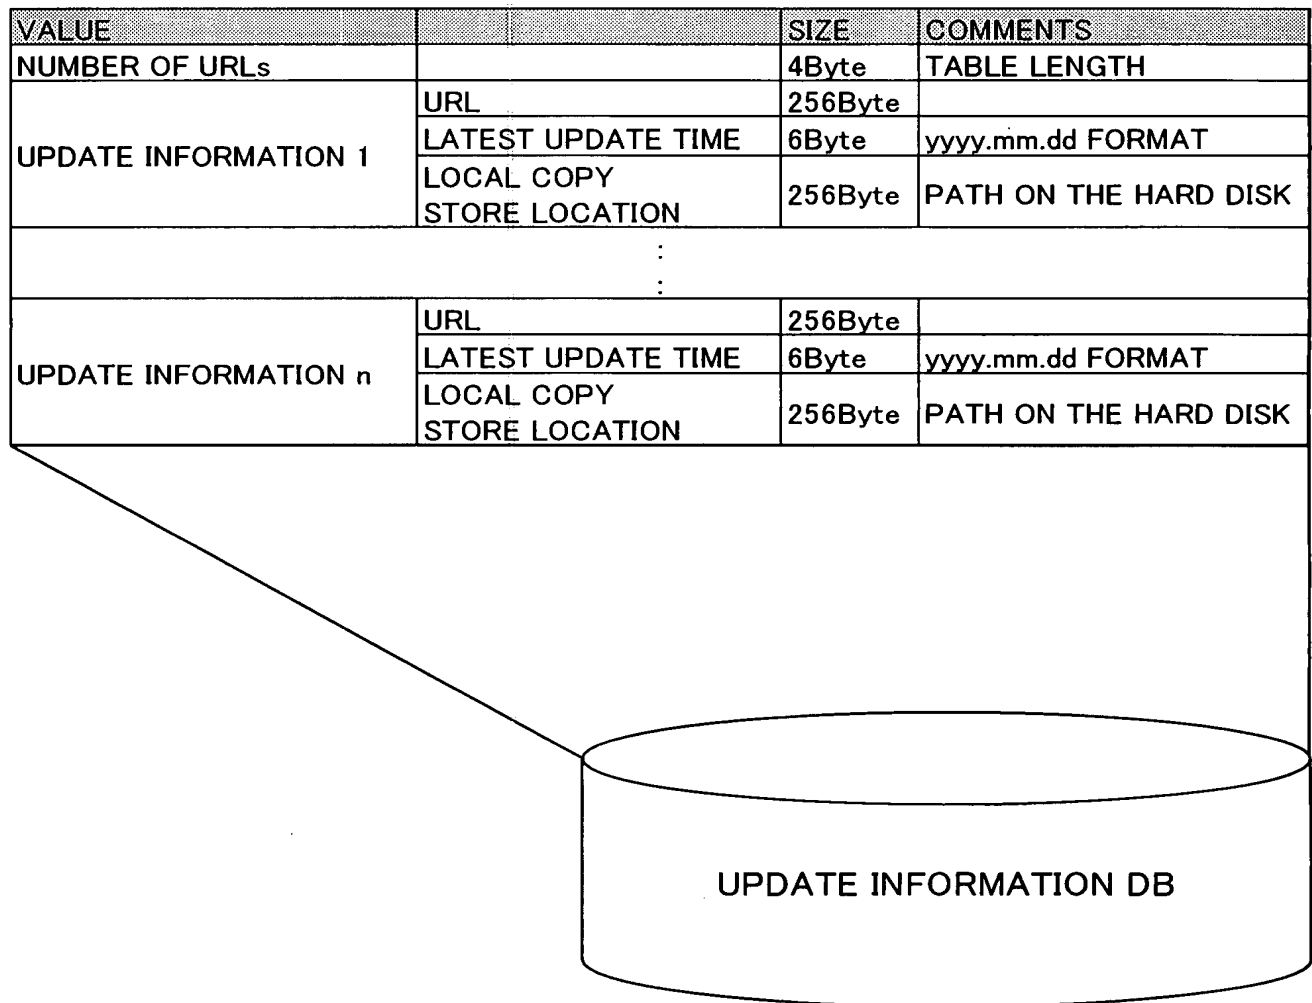 VALUE SIZE COMMENTS
NUMBER OF URLs 4Byte TABLE LENGTH
UPDATE INFORMATION 1
URL 256Byte
LATEST UPDATE TIME 6Byte yyyy.mm.dd FORMAT
LOCAL COPY
STORE LOCATION 256Byte PATH ON THE HARD DISK
:
:
UPDATE INFORMATION n
URL 256Byte
LATEST UPDATE TIME 6Byte yyyy.mm.dd FORMAT
LOCAL COPY
STORE LOCATION 256Byte PATH ON THE HARD DISK
UPDATE INFORMATION DB